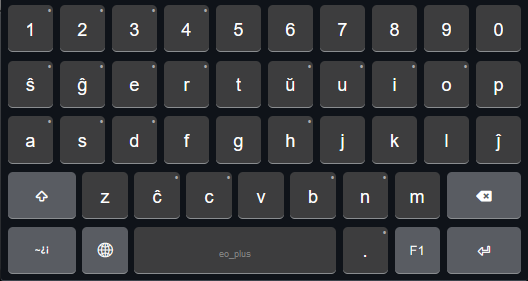 1 2 3 4 5 6 7 8 9 0
ŝ ĝ e r t ŭ u i o p
a s d f g h j k l ĵ
z ĉ c v b n m
~¿¡ eo_plus . F1